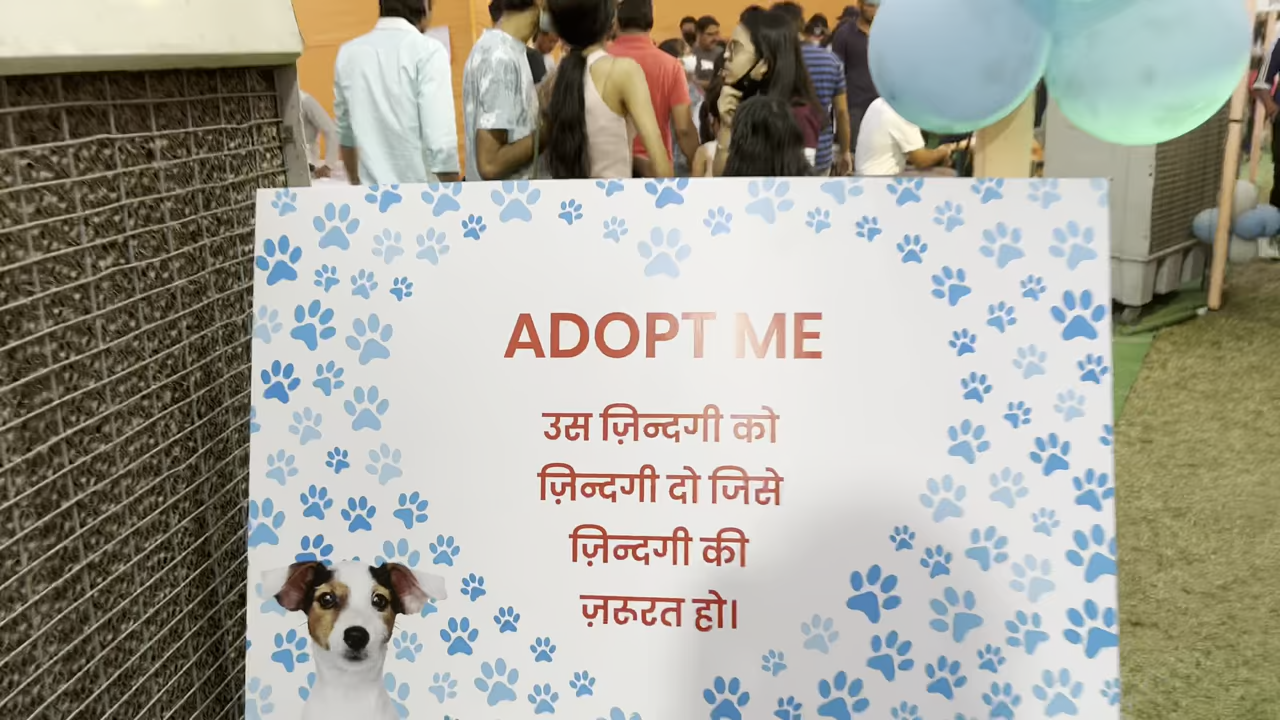 ADOPT ME
उस ज़िन्दगी को
ज़िन्दगी दो जिसे
ज़िन्दगी की
ज़रूरत हो।